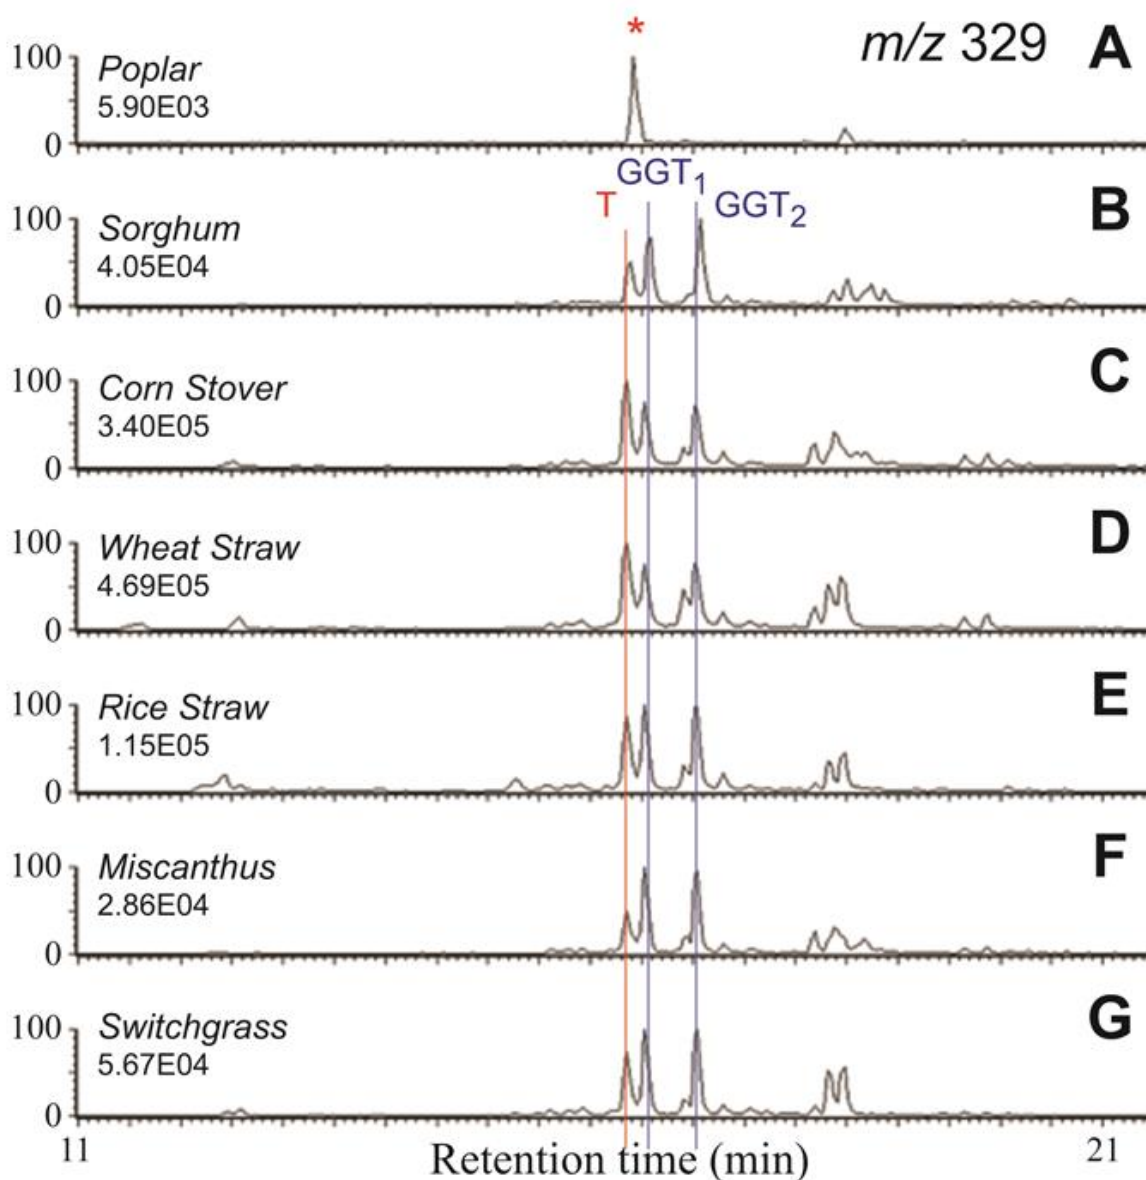 *
m/z 329
A
100
Poplar
5.90E03
0
GGT1
T
GGT2
B
100
Sorghum
4.05E04
0
C
100
Corn Stover
3.40E05
0
D
100
Wheat Straw
4.69E05
0
E
100
Rice Straw
1.15E05
0
F
100
Miscanthus
2.86E04
0
G
100
Switchgrass
5.67E04
0
11
Retention time (min)
21